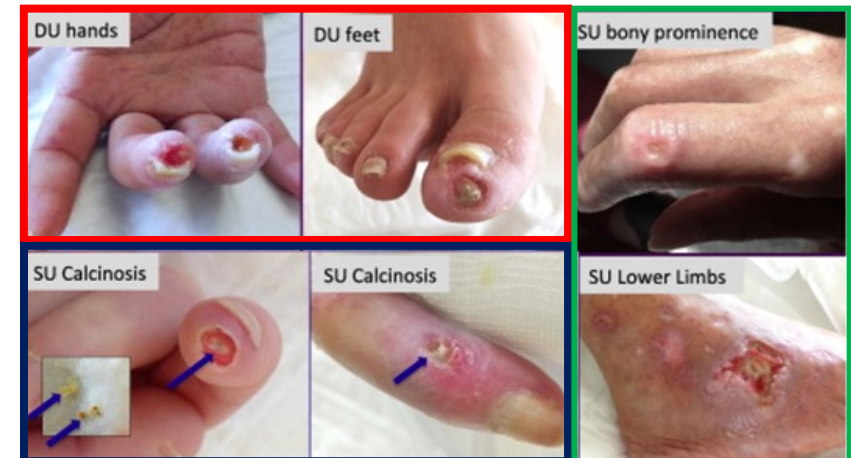 DU hands
DU feet
SU bony prominence
SU Calcinosis
SU Calcinosis
SU Lower Limbs